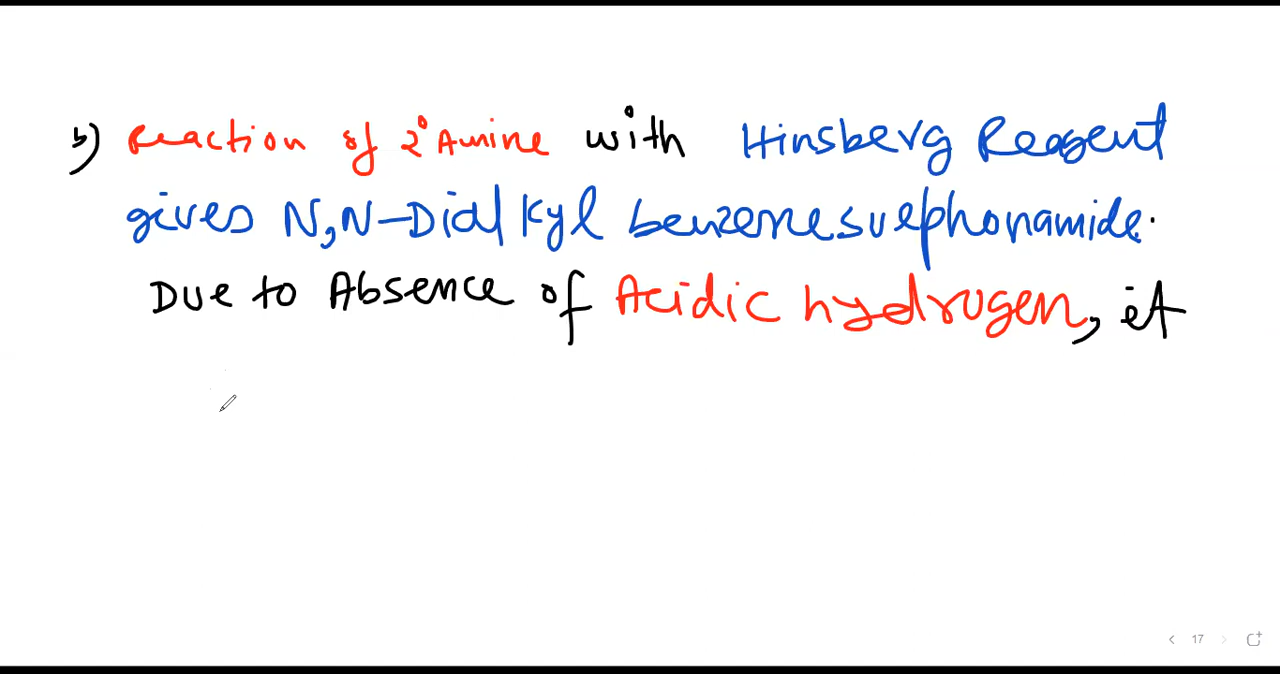 b) Reaction of 2° Amine with Hinsberg Reagent
gives N,N-Dialkyl benzenesulphonamide.
Due to Absence of Acidic hydrogen, it
< 17 >